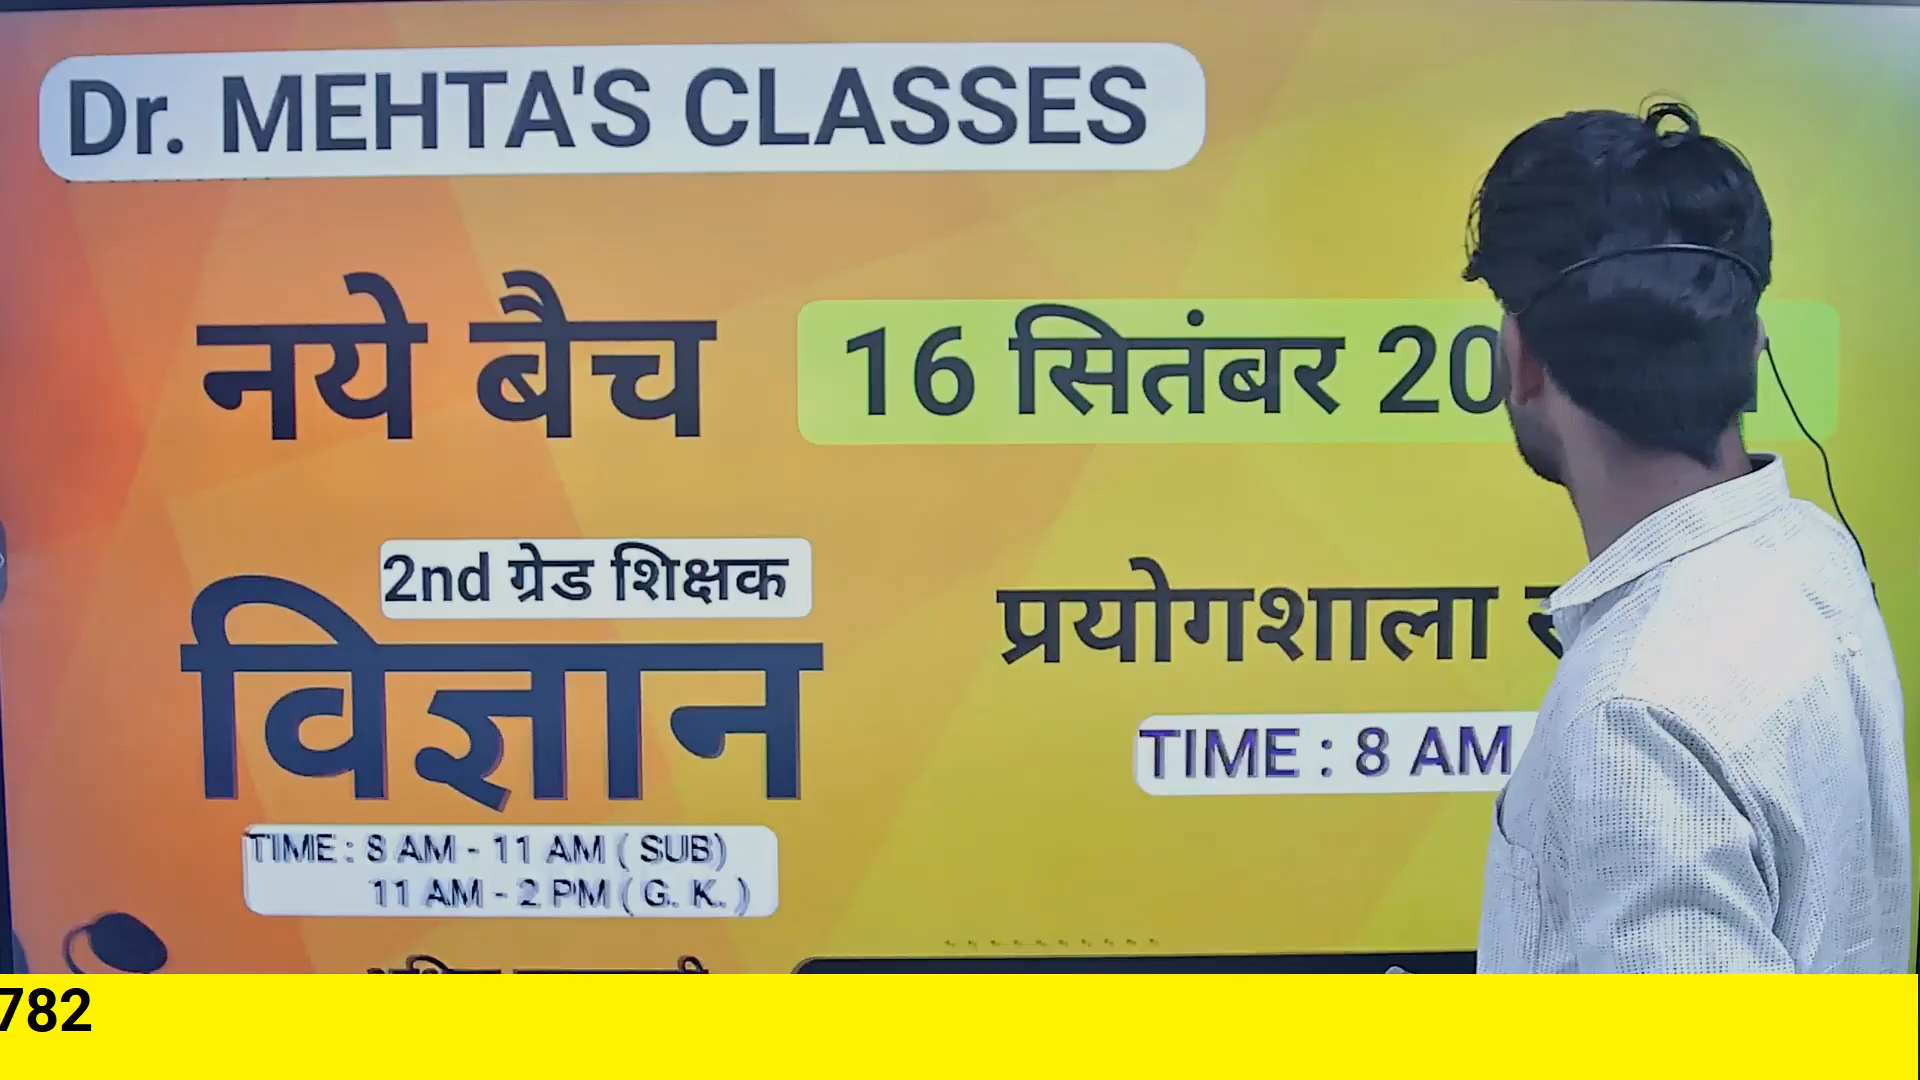 Dr. MEHTA'S CLASSES
नये बैच
16 सितंबर
2nd ग्रेड शिक्षक
विज्ञान
TIME : 8 AM - 11 AM ( SUB)
11 AM - 2 PM ( G. K. )
प्रयोगशाला
TIME : 8 AM
782